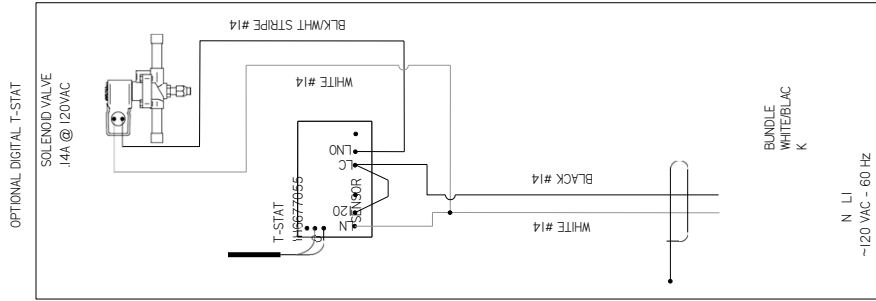 OPTIONAL DIGITAL T-STAT
SOLENOID VALVE
.14A @ 120VAC
BLK/WHT STRIPE #14
WHITE #14
LNO
LC
120
LN
SENSOR
T-STAT
1HS677055
BLACK #14
WHITE #14
BUNDLE
WHITE/BLAC
K
N L1
~120 VAC - 60 Hz